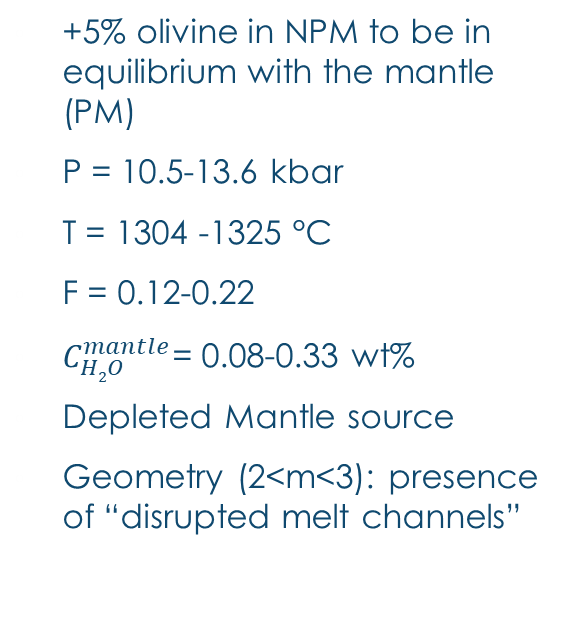 +5% olivine in NPM to be in
equilibrium with the mantle
(PM)
P = 10.5-13.6 kbar
T = 1304 -1325 °C
F = 0.12-0.22
$C_{H_2O}^{mantle}$= 0.08-0.33 wt%
Depleted Mantle source
Geometry (2<m<3): presence
of “disrupted melt channels”